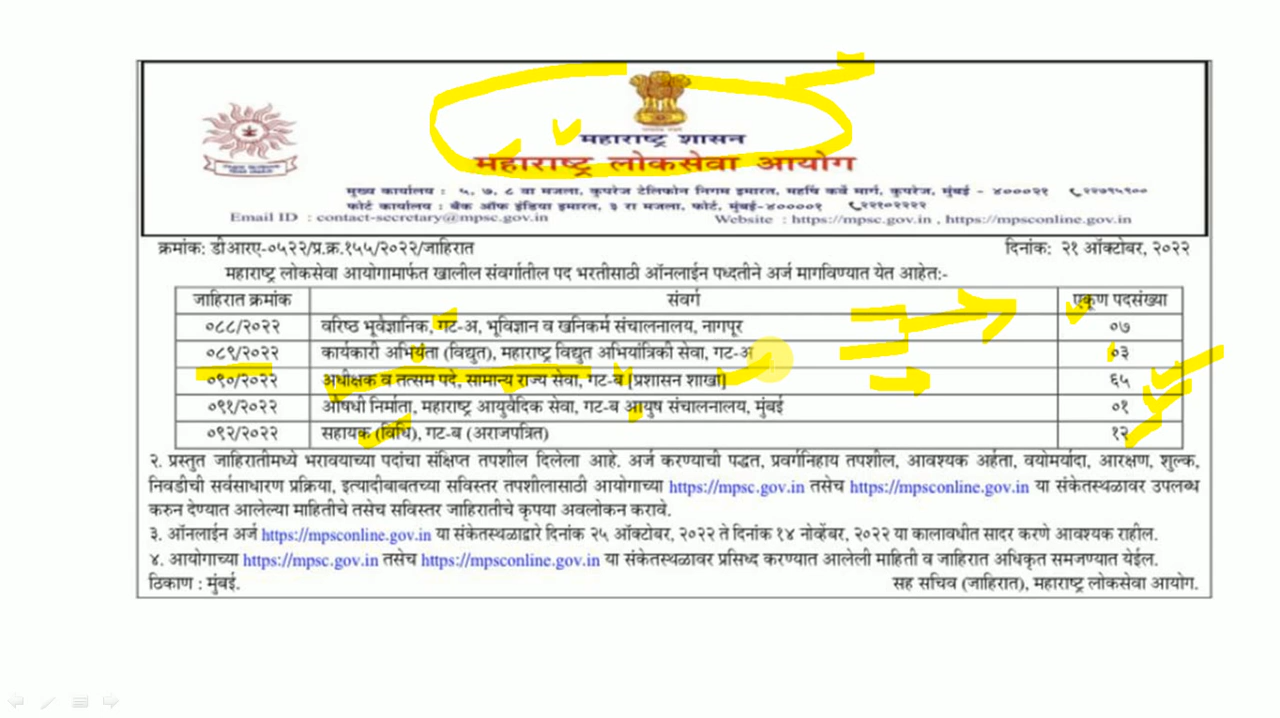 महाराष्ट्र शासन
महाराष्ट्र लोकसेवा आयोग
मुख्य कार्यालय : ५, ७, ८ वा मजला, कुपरेज टेलिफोन निगम इमारत, महर्षि कर्वे मार्ग, कुपरेज, मुंबई - ४०००२१ २२७९५९००
फोर्ट कार्यालय : बँक ऑफ इंडिया इमारत, ३ रा मजला, फोर्ट, मुंबई-४००००१ २२१०२२२२
Email ID : contact-secretary@mpsc.gov.in Website : https://mpsc.gov.in , https://mpsconline.gov.in
क्रमांक: डीआरए-०५२२/प्र.क्र.१५५/२०२२/जाहिरात दिनांक: २१ ऑक्टोबर, २०२२
महाराष्ट्र लोकसेवा आयोगामार्फत खालील संवर्गातील पद भरतीसाठी ऑनलाईन पध्दतीने अर्ज मागविण्यात येत आहेत:-
जाहिरात क्रमांक संवर्ग एकूण पदसंख्या
०८८/२०२२ वरिष्ठ भूवैज्ञानिक, गट-अ, भूविज्ञान व खनिकर्म संचालनालय, नागपूर ०७
०८९/२०२२ कार्यकारी अभियंता (विद्युत), महाराष्ट्र विद्युत अभियांत्रिकी सेवा, गट-अ ०३
०९०/२०२२ अधीक्षक व तत्सम पदे, सामान्य राज्य सेवा, गट-ब [प्रशासन शाखा] ६५
०९१/२०२२ औषधी निर्माता, महाराष्ट्र आयुर्वेदिक सेवा, गट-ब आयुष संचालनालय, मुंबई ०१
०९२/२०२२ सहायक (विधि), गट-ब (अराजपत्रित) १२
२. प्रस्तुत जाहिरातीमध्ये भरावयाच्या पदांचा संक्षिप्त तपशील दिलेला आहे. अर्ज करण्याची पद्धत, प्रवर्गनिहाय तपशील, आवश्यक अर्हता, वयोमर्यादा, आरक्षण, शुल्क,
निवडीची सर्वसाधारण प्रक्रिया, इत्यादीबाबतच्या सविस्तर तपशीलासाठी आयोगाच्या https://mpsc.gov.in तसेच https://mpsconline.gov.in या संकेतस्थळावर उपलब्ध
करुन देण्यात आलेल्या माहितीचे तसेच सविस्तर जाहिरातीचे कृपया अवलोकन करावे.
३. ऑनलाईन अर्ज https://mpsconline.gov.in या संकेतस्थळाद्वारे दिनांक २५ ऑक्टोबर, २०२२ ते दिनांक १४ नोव्हेंबर, २०२२ या कालावधीत सादर करणे आवश्यक राहील.
४. आयोगाच्या https://mpsc.gov.in तसेच https://mpsconline.gov.in या संकेतस्थळावर प्रसिध्द करण्यात आलेली माहिती व जाहिरात अधिकृत समजण्यात येईल.
ठिकाण : मुंबई. सह सचिव (जाहिरात), महाराष्ट्र लोकसेवा आयोग.